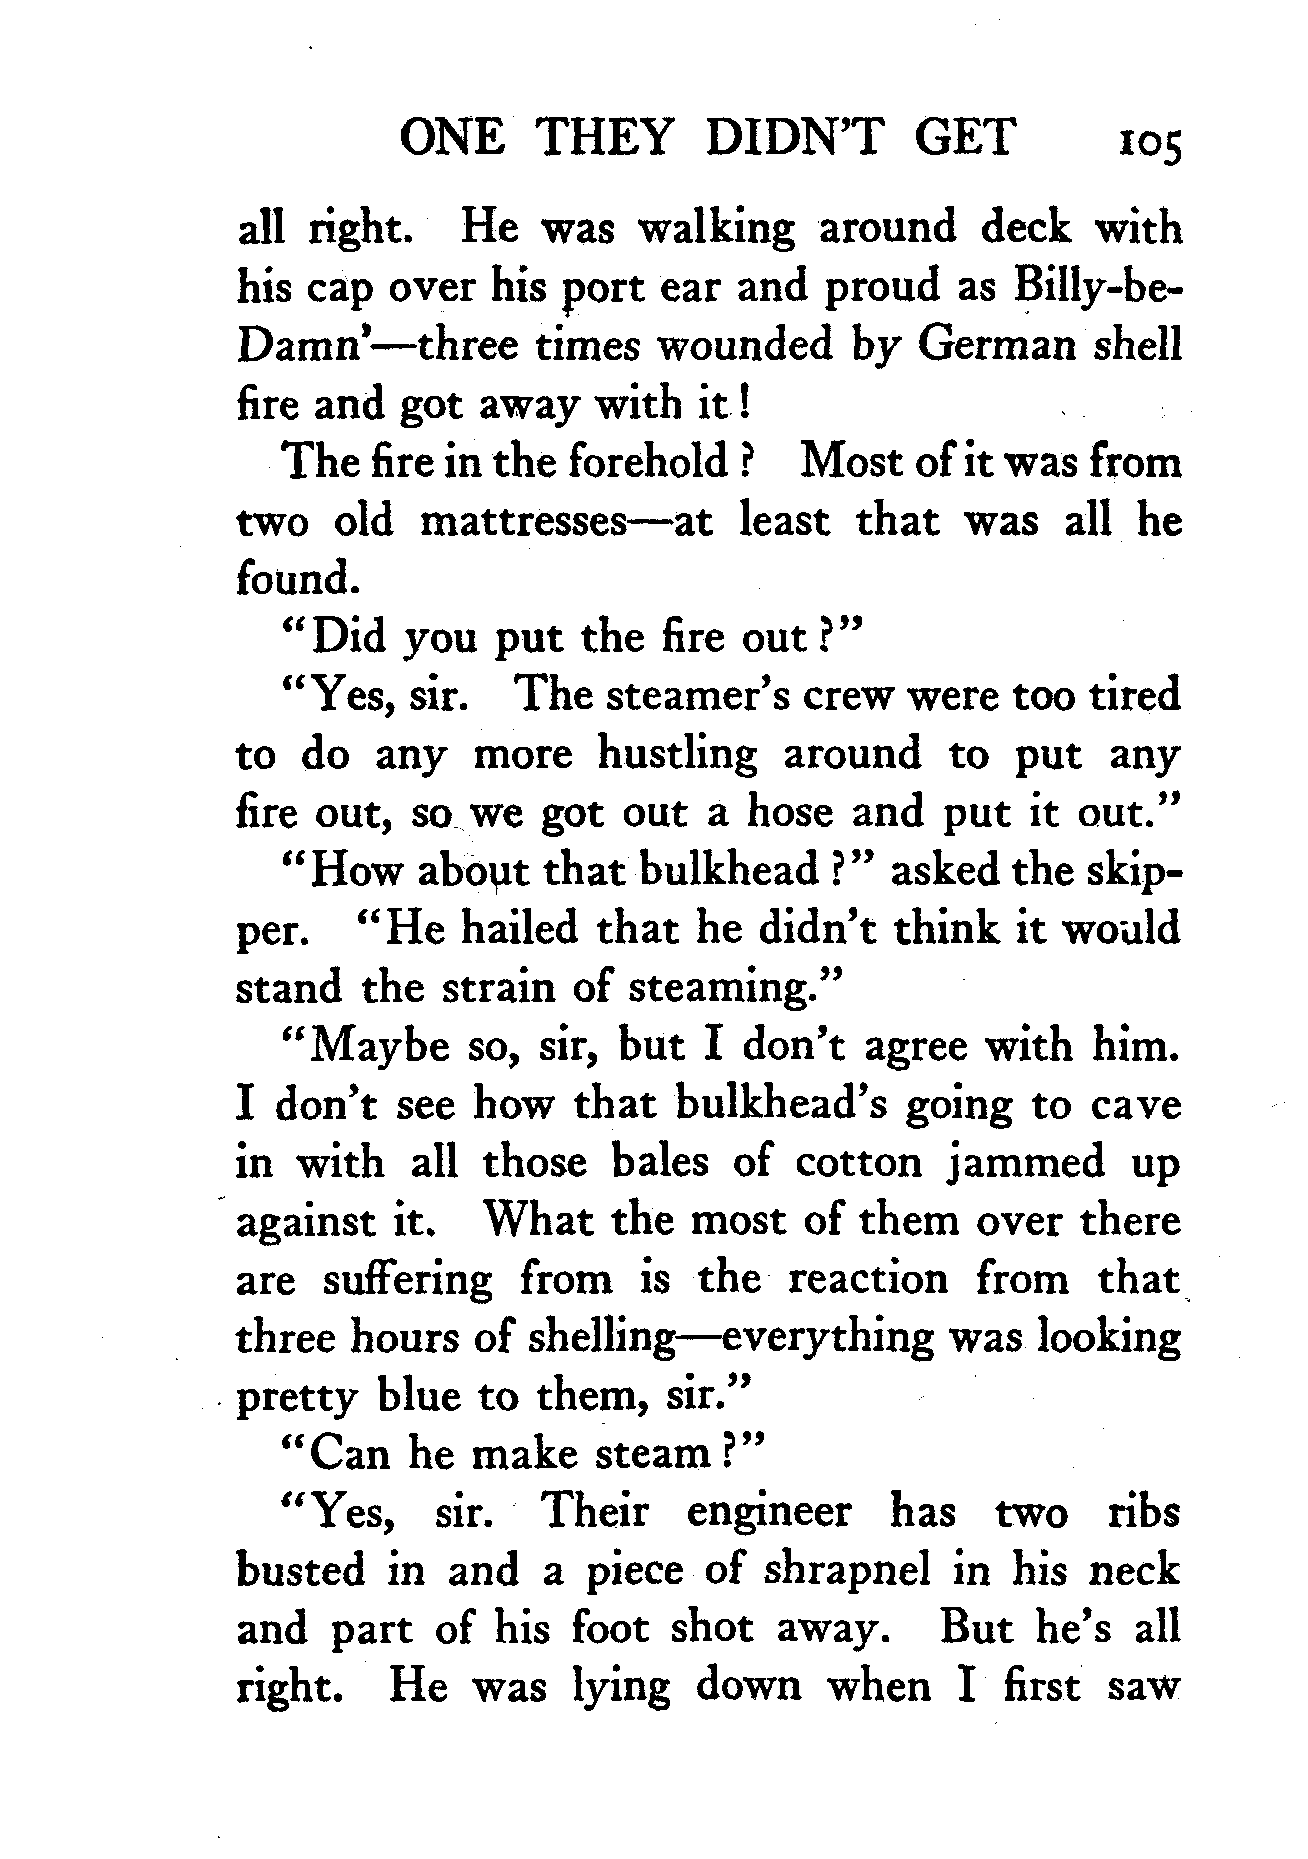 ONE THEY DIDN'T GET 105
all right. He was walking around deck with
his cap over his port ear and proud as Billy-be-
Damn'—three times wounded by German shell
fire and got away with it!
The fire in the forehold? Most of it was from
two old mattresses—at least that was all he
found.
"Did you put the fire out?"
"Yes, sir. The steamer's crew were too tired
to do any more hustling around to put any
fire out, so we got out a hose and put it out."
"How about that bulkhead?" asked the skip-
per. "He hailed that he didn't think it would
stand the strain of steaming."
"Maybe so, sir, but I don't agree with him.
I don't see how that bulkhead's going to cave
in with all those bales of cotton jammed up
against it. What the most of them over there
are suffering from is the reaction from that
three hours of shelling—everything was looking
pretty blue to them, sir."
"Can he make steam?"
"Yes, sir. Their engineer has two ribs
busted in and a piece of shrapnel in his neck
and part of his foot shot away. But he's all
right. He was lying down when I first saw